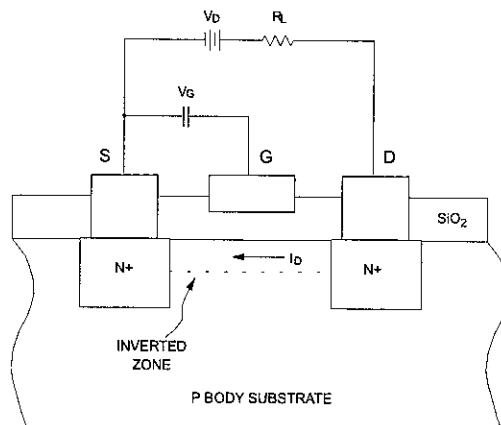 VD
RL
VG
S
G
D
SiO2
N+
ID
N+
INVERTED
ZONE
P BODY SUBSTRATE